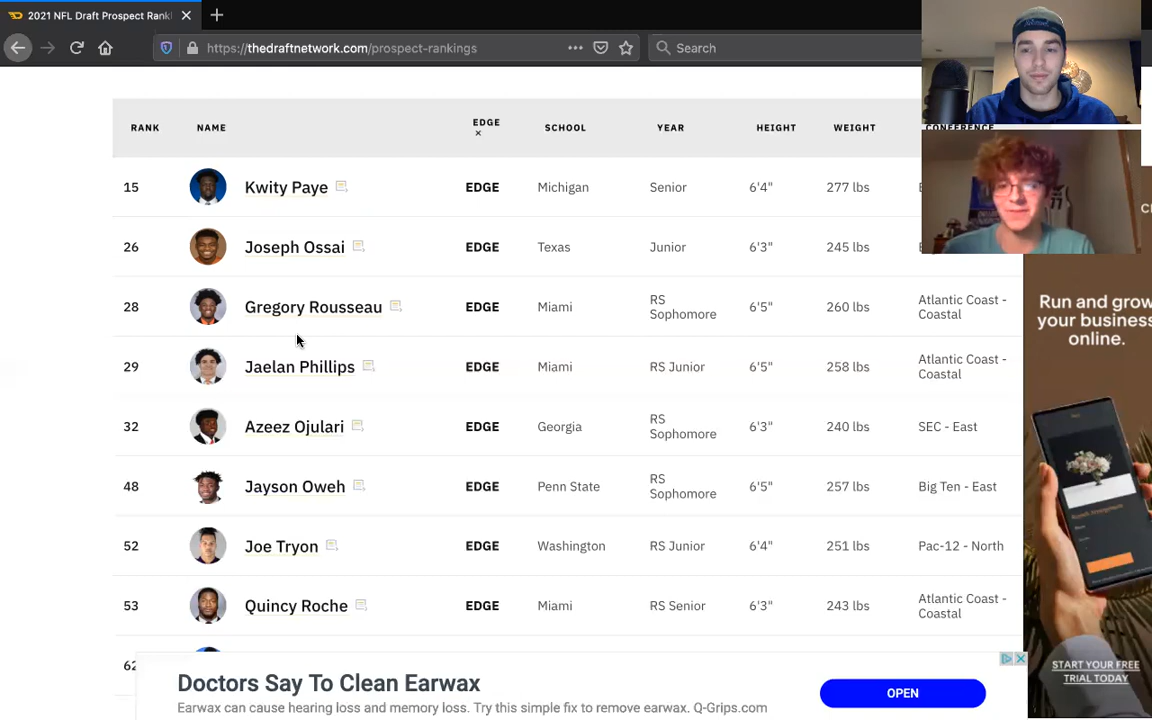 2021 NFL Draft Prospect Rank
https://thedraftnetwork.com/prospect-rankings
Search
RANK NAME EDGE × SCHOOL YEAR HEIGHT WEIGHT CONFERENCE
15 Kwity Paye EDGE Michigan Senior 6'4" 277 lbs
26 Joseph Ossai EDGE Texas Junior 6'3" 245 lbs
28 Gregory Rousseau EDGE Miami RS Sophomore 6'5" 260 lbs Atlantic Coast - Coastal
29 Jaelan Phillips EDGE Miami RS Junior 6'5" 258 lbs Atlantic Coast - Coastal
32 Azeez Ojulari EDGE Georgia RS Sophomore 6'3" 240 lbs SEC - East
48 Jayson Oweh EDGE Penn State RS Sophomore 6'5" 257 lbs Big Ten - East
52 Joe Tryon EDGE Washington RS Junior 6'4" 251 lbs Pac-12 - North
53 Quincy Roche EDGE Miami RS Senior 6'3" 243 lbs Atlantic Coast - Coastal
62
Run and grow
your business
online.
START YOUR FREE
TRIAL TODAY
Doctors Say To Clean Earwax
Earwax can cause hearing loss and memory loss. Try this simple fix to remove earwax. Q-Grips.com
OPEN